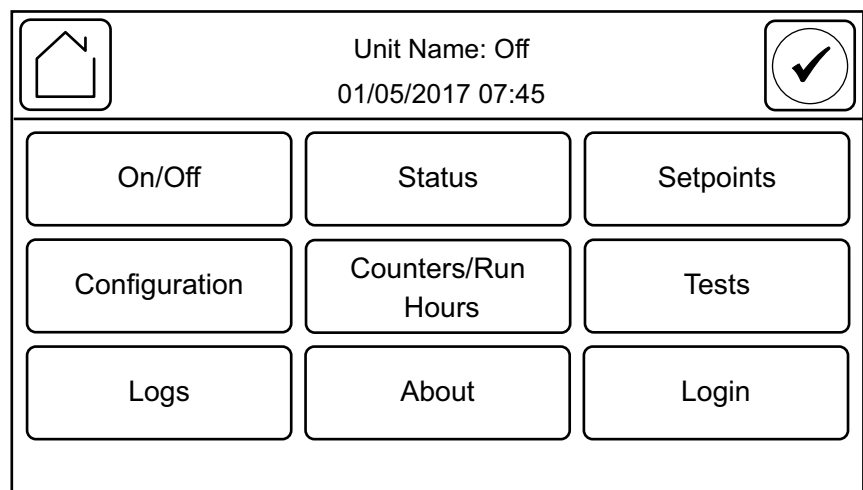 Unit Name: Off
01/05/2017 07:45
On/Off
Status
Setpoints
Configuration
Counters/Run
Hours
Tests
Logs
About
Login